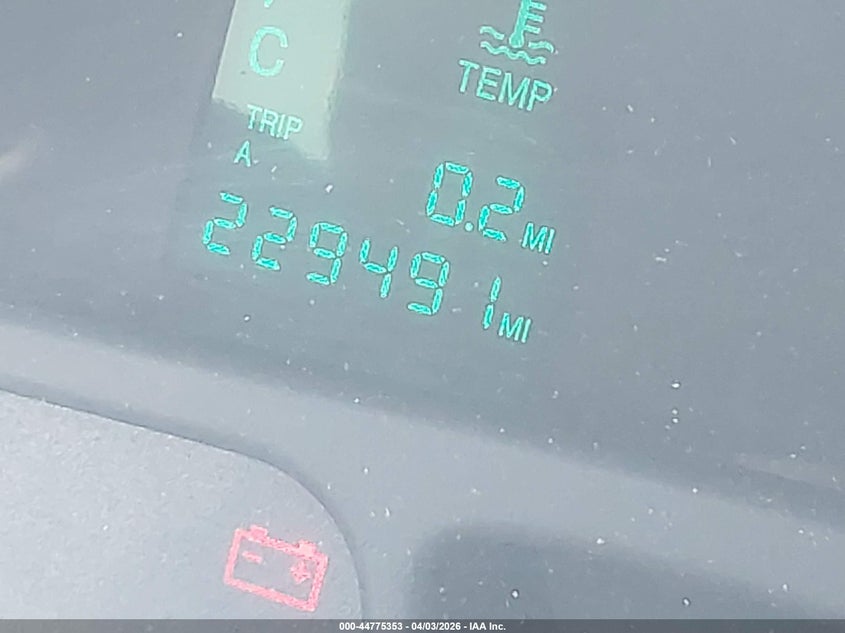 C
TEMP
TRIP
A
0.2 MI
229491 MI
000-44775353 - 04/03/2026 - IAA Inc.